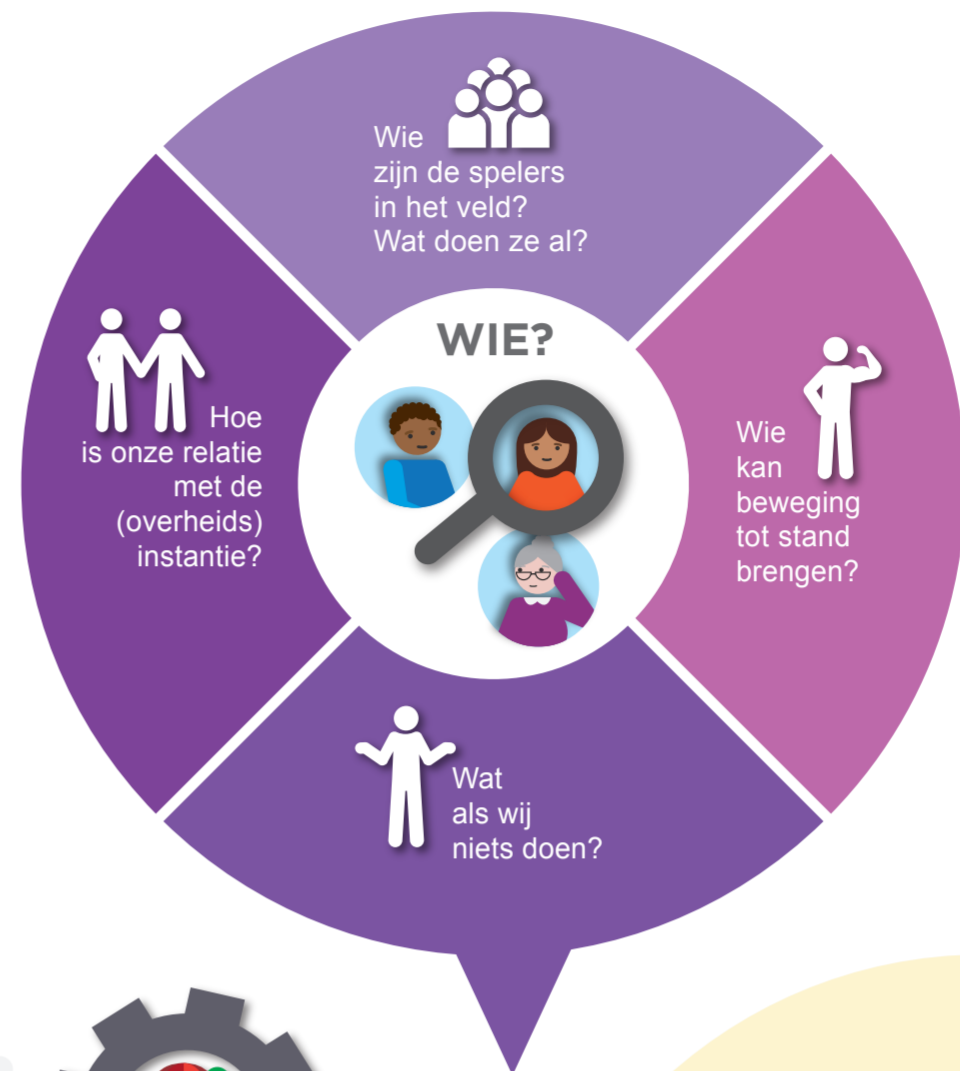 Wie
zijn de spelers
in het veld?
Wat doen ze al?
WIE?
Hoe
is onze relatie
met de
(overheids)
instantie?
Wie
kan
beweging
tot stand
brengen?
Wat
als wij
niets doen?